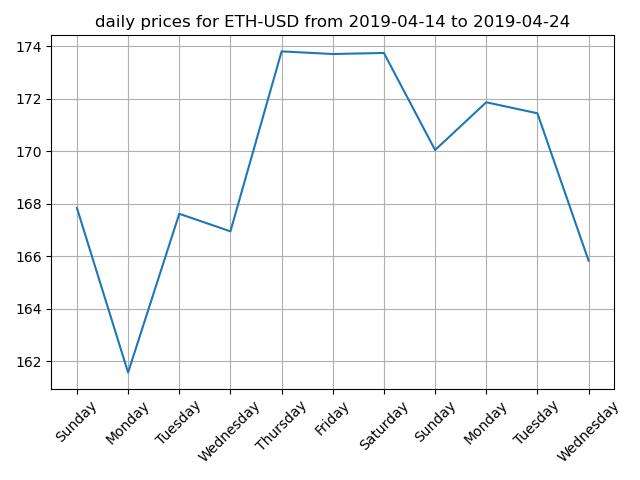 daily prices for ETH-USD from 2019-04-14 to 2019-04-24
174
172
170
168
166
164
162
Sunday
Monday
Tuesday
Wednesday
Thursday
Friday
Saturday
Sunday
Monday
Tuesday
Wednesday